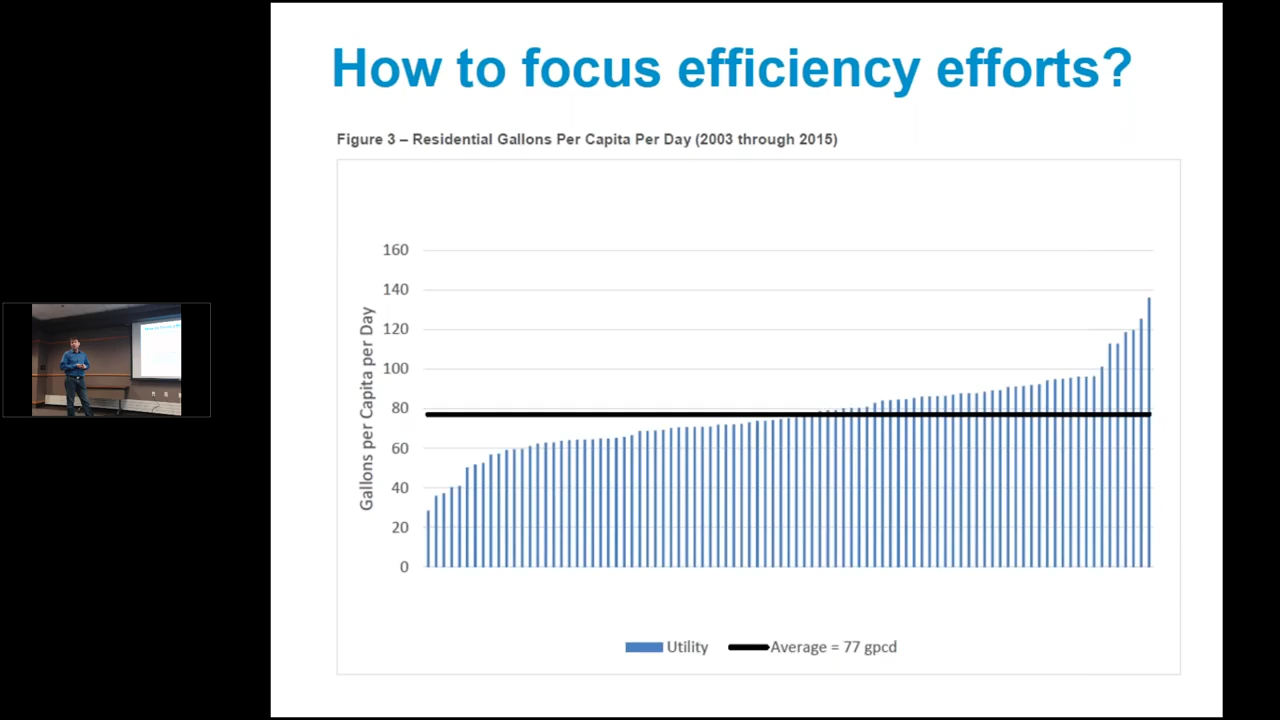 How to focus efficiency efforts?
Figure 3 – Residential Gallons Per Capita Per Day (2003 through 2015)
160
140
120
100
80
60
40
20
0
Gallons per Capita per Day
Utility
Average = 77 gpcd